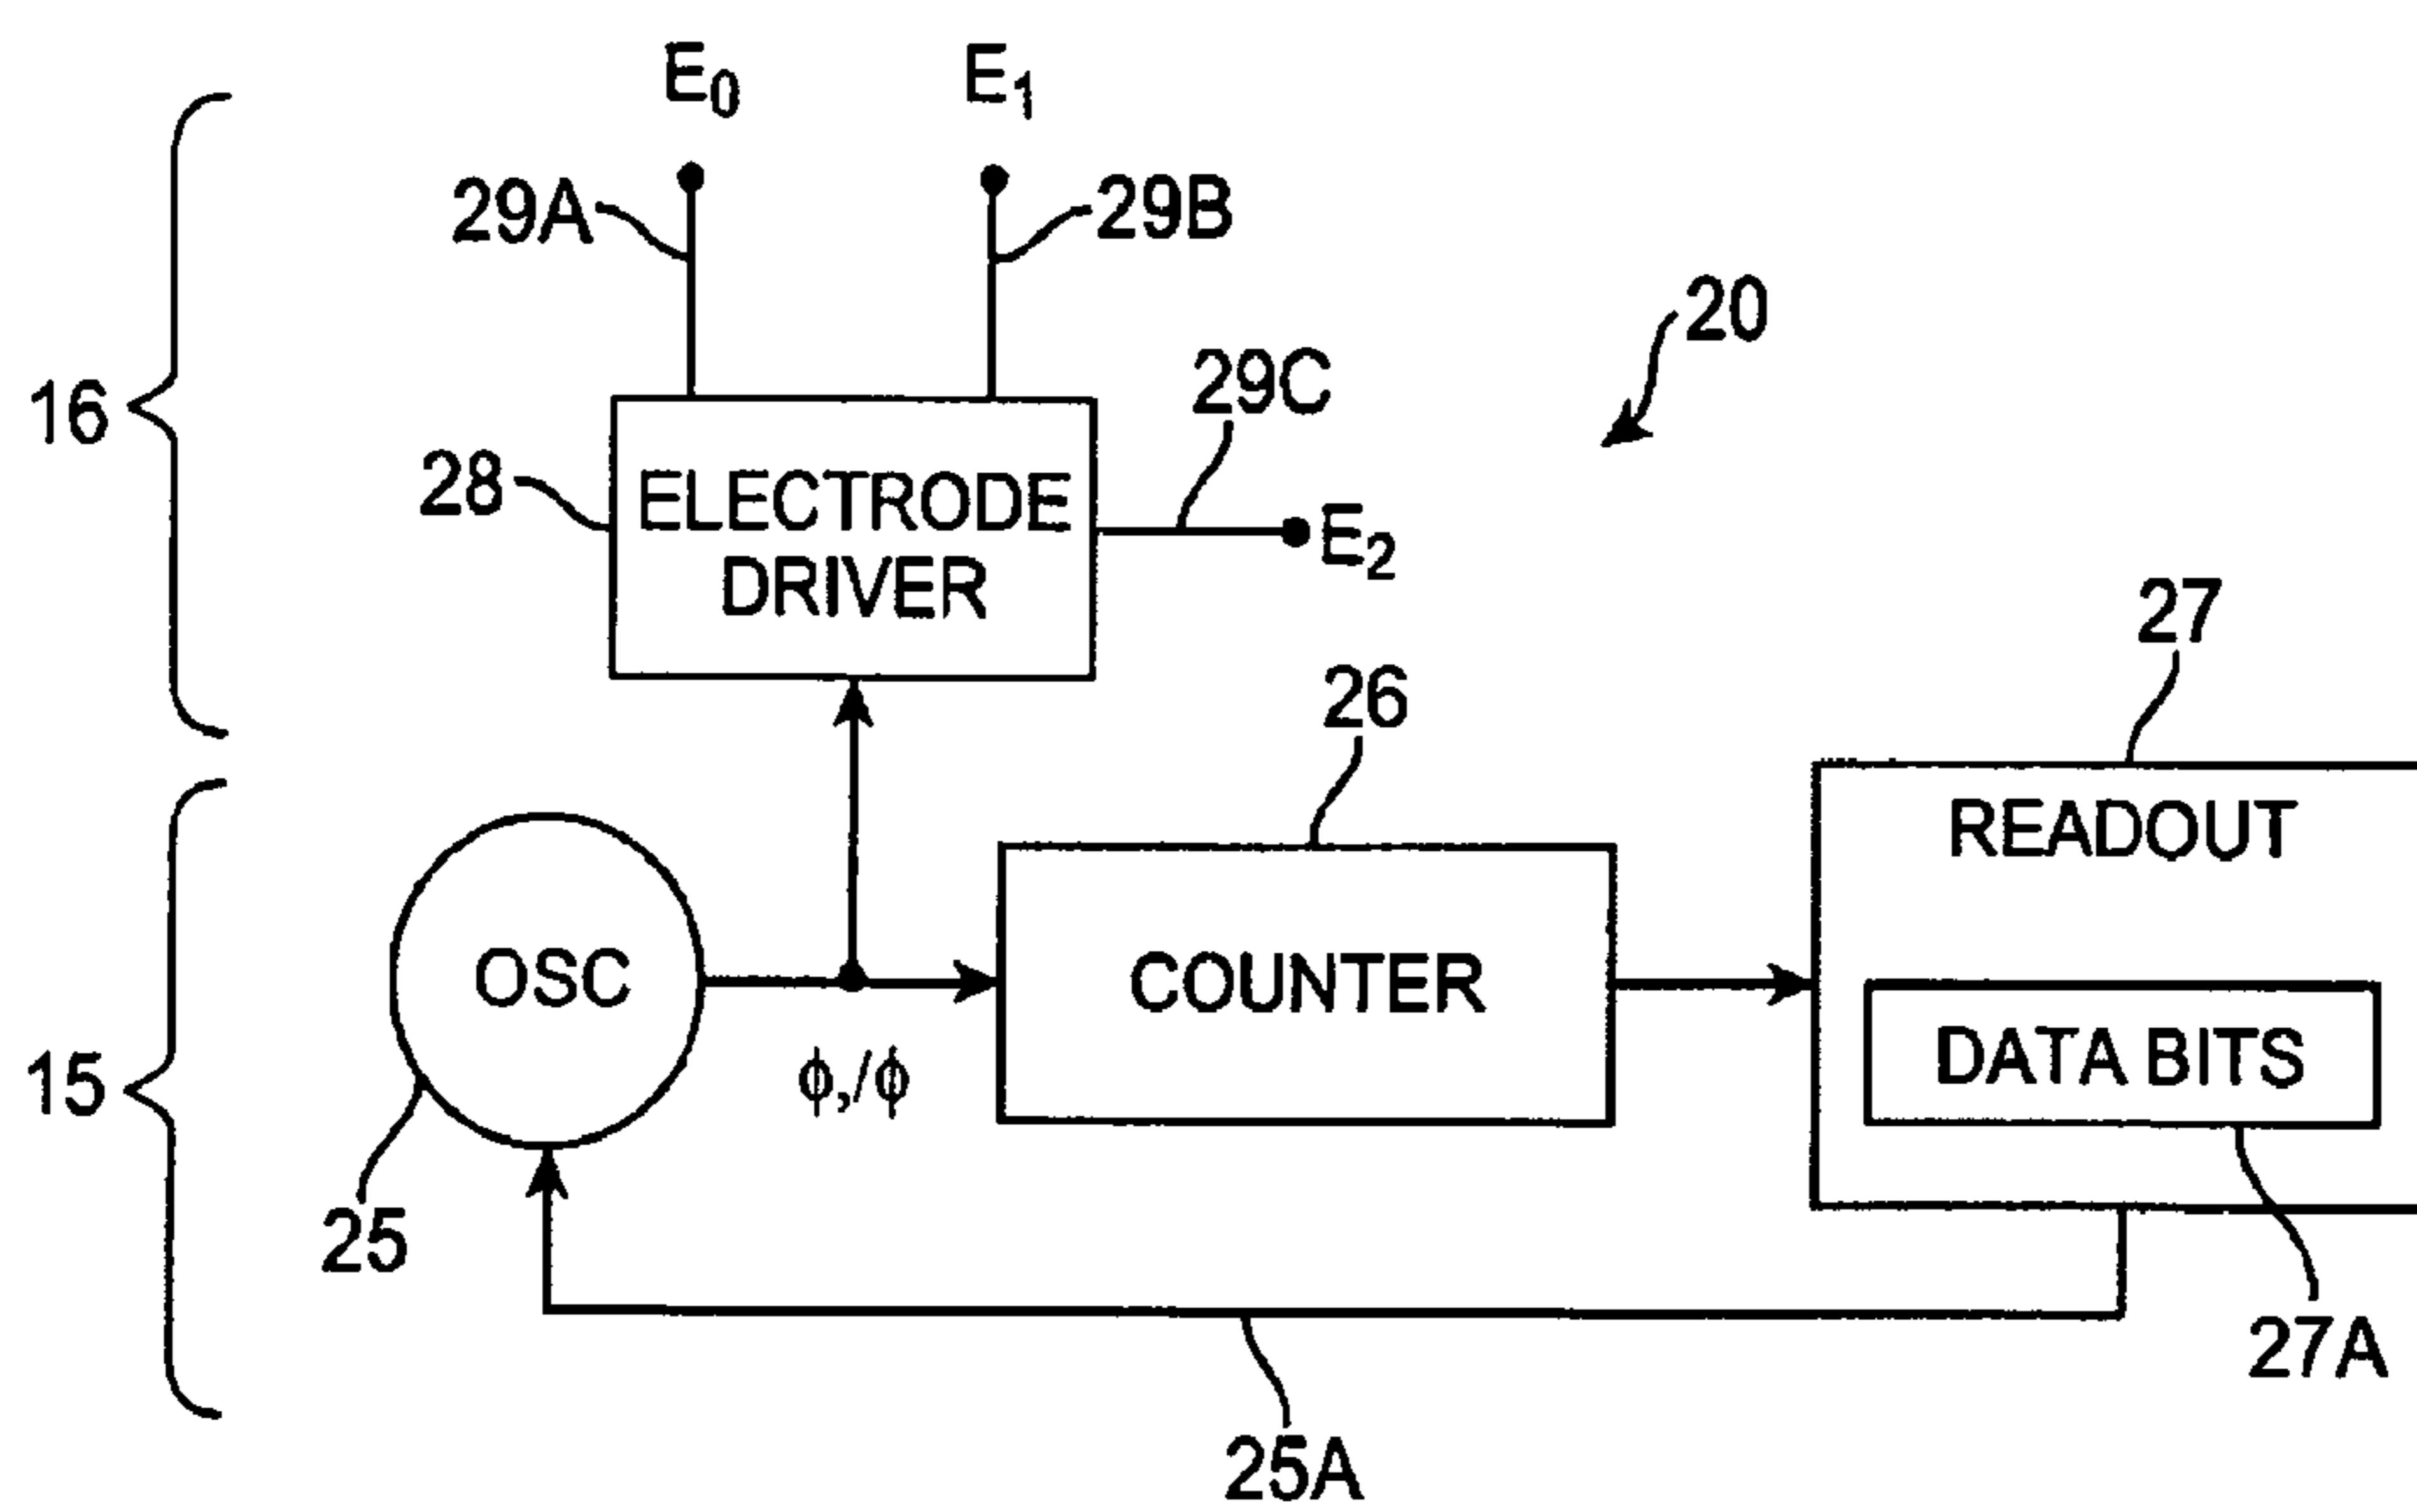 E0
E1
29A
29B
20
16
29C
28
ELECTRODE
DRIVER
E2
27
26
READOUT
OSC
COUNTER
DATA BITS
ϕ,/ϕ
15
25
27A
25A